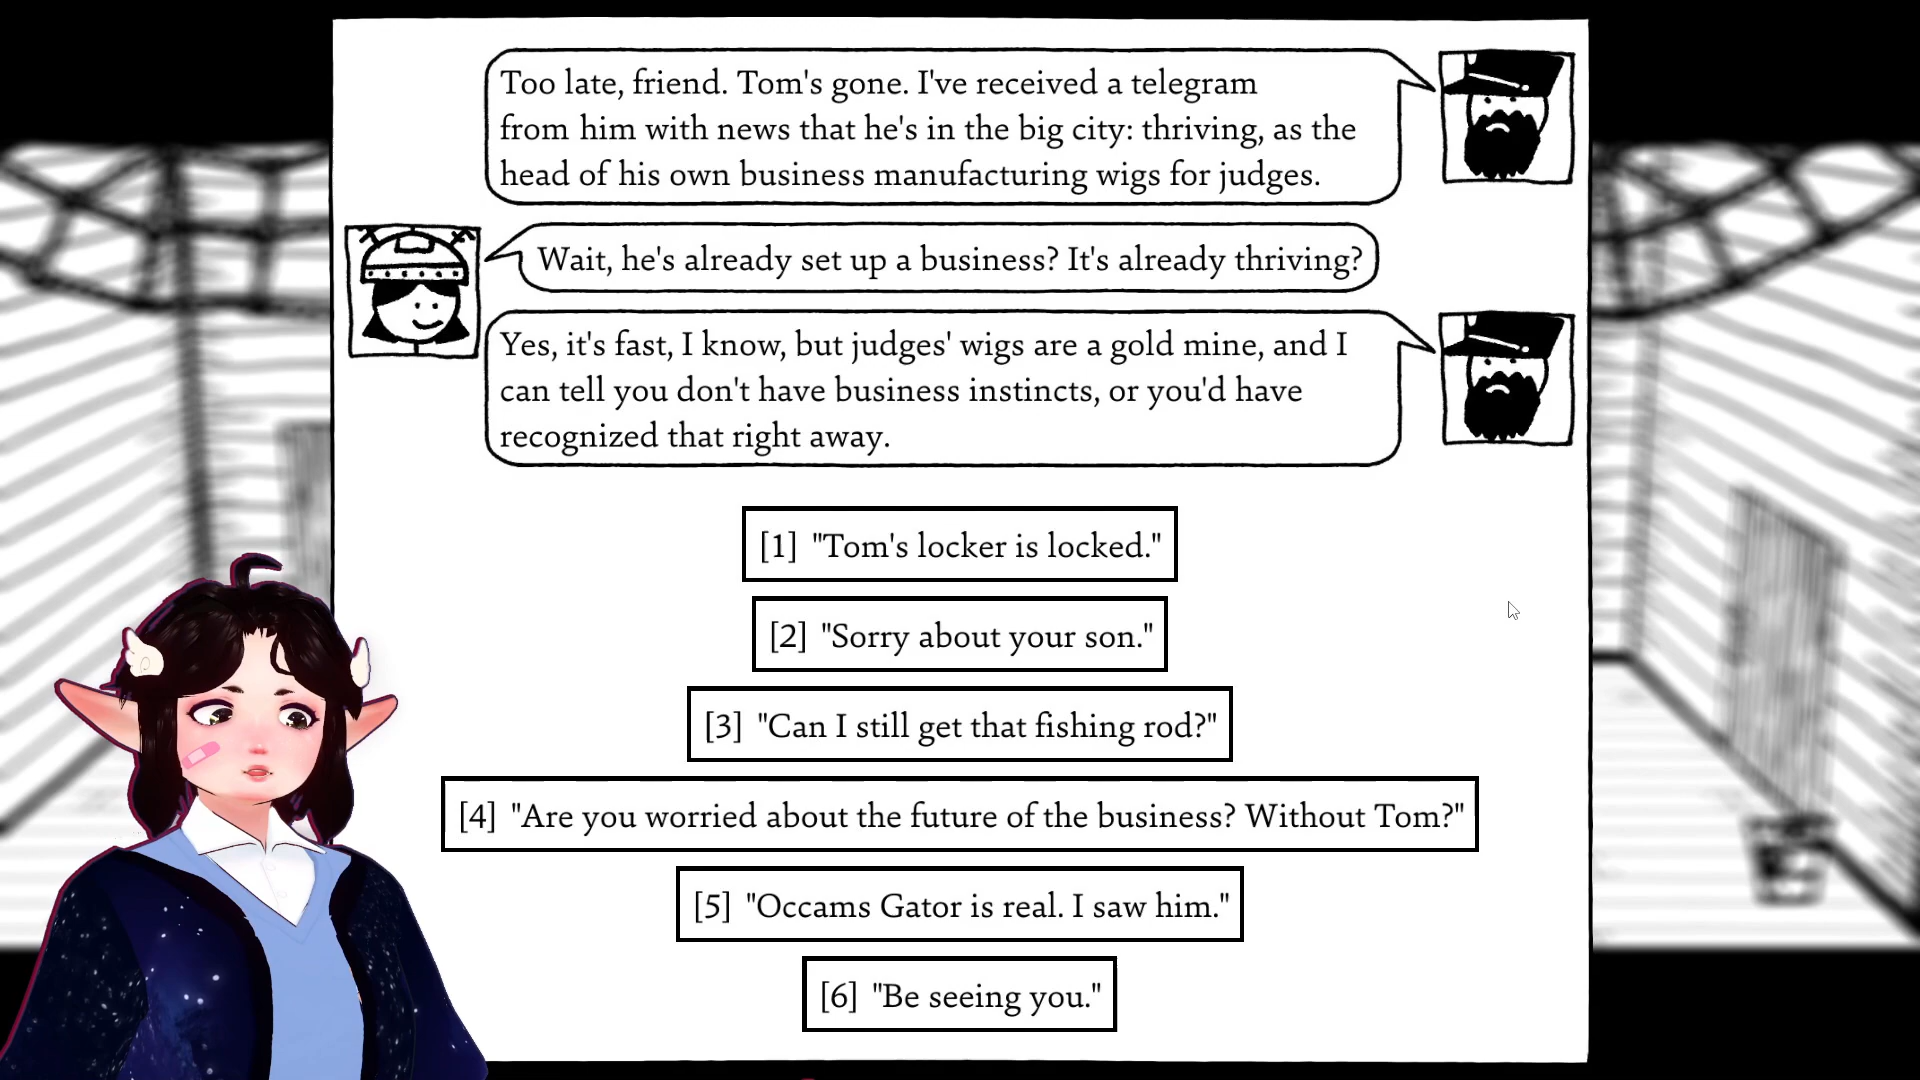 Too late, friend. Tom's gone. I've received a telegram
from him with news that he's in the big city: thriving, as the
head of his own business manufacturing wigs for judges.
Wait, he's already set up a business? It's already thriving?
Yes, it's fast, I know, but judges' wigs are a gold mine, and I
can tell you don't have business instincts, or you'd have
recognized that right away.
[1] "Tom's locker is locked."
[2] "Sorry about your son."
[3] "Can I still get that fishing rod?"
[4] "Are you worried about the future of the business? Without Tom?"
[5] "Occams Gator is real. I saw him."
[6] "Be seeing you."